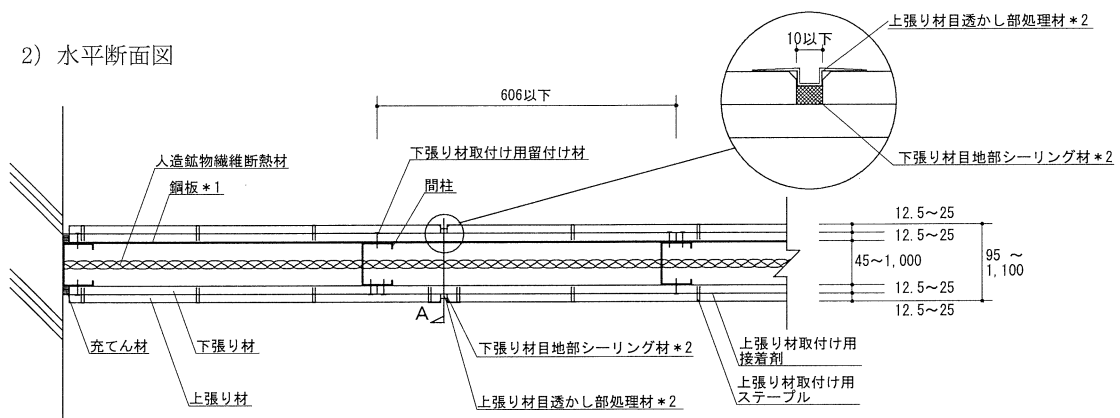 2) 水平断面図
上張り材目透かし部処理材*2
10以下
606以下
人造鉱物繊維断熱材
鋼板*1
下張り材取付け用留付け材
間柱
下張り材目地部シーリング材*2
12.5~25
12.5~25
45~1,000
95 ~
1,100
12.5~25
12.5~25
A
充てん材
下張り材
上張り材
下張り材目地部シーリング材*2
上張り材目透かし部処理材*2
上張り材取付け用
接着剤
上張り材取付け用
ステープル